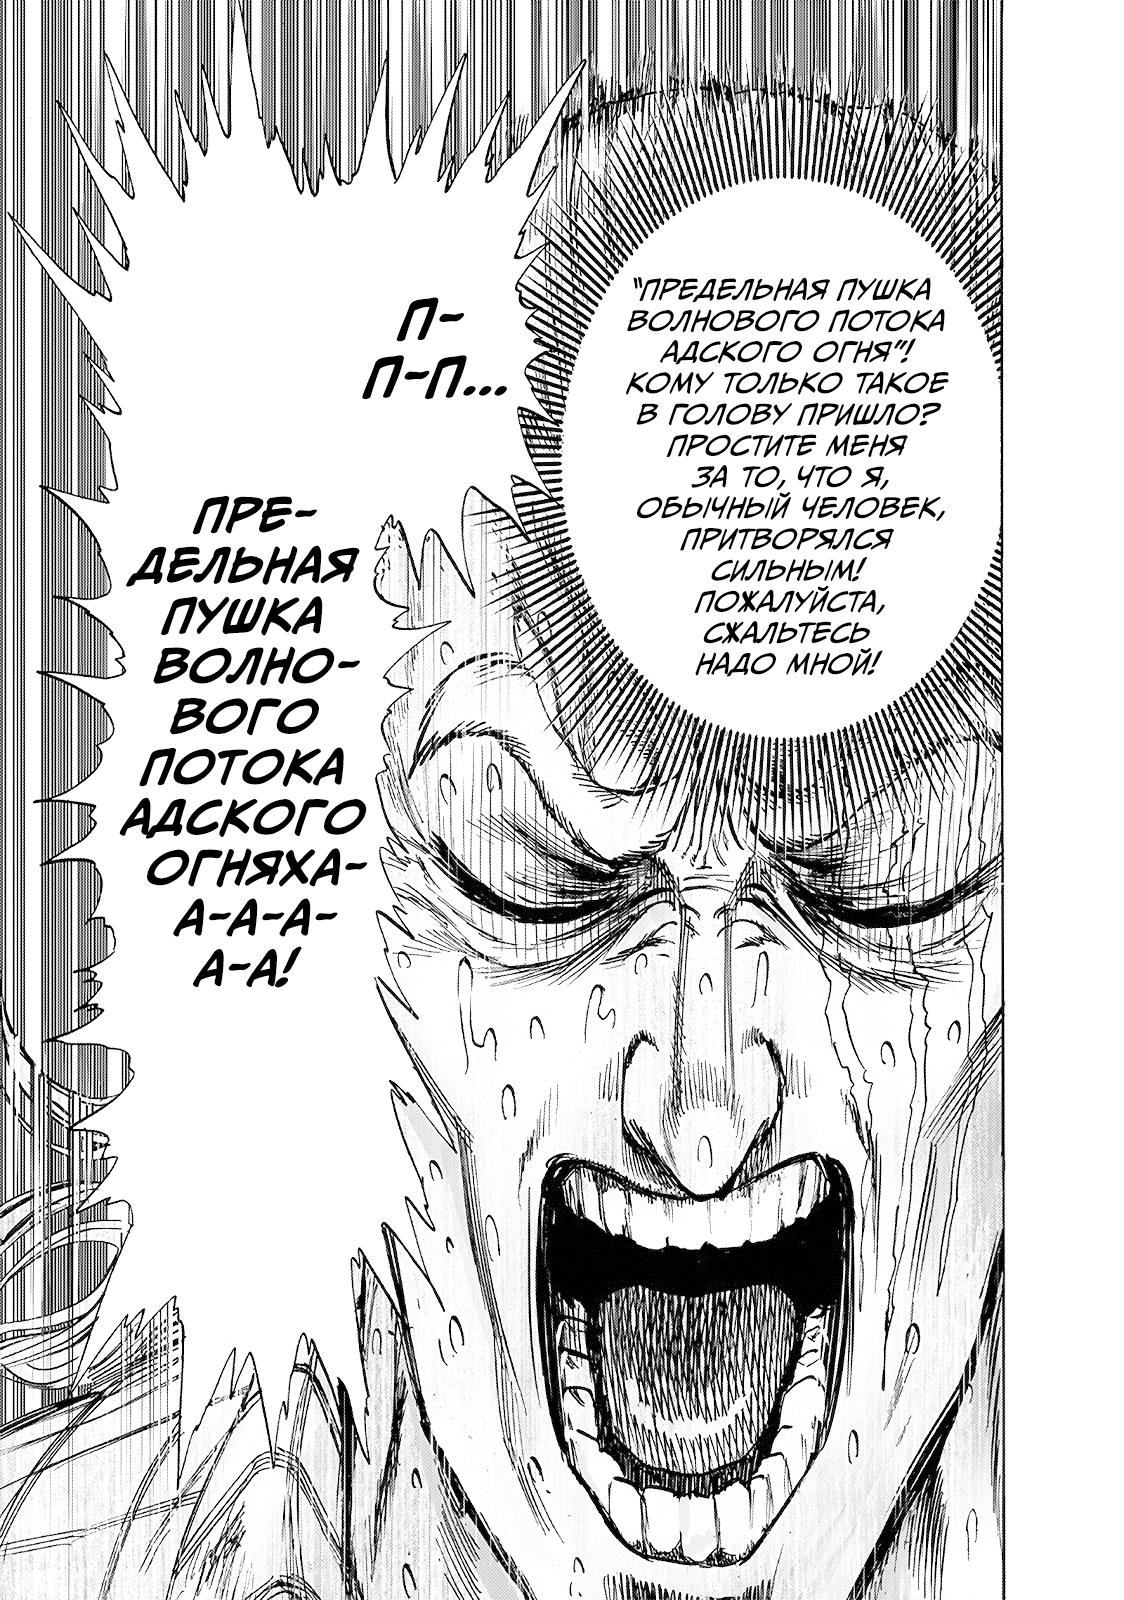 “ПРЕДЕЛЬНАЯ ПУШКА
ВОЛНОВОГО ПОТОКА
АДСКОГО ОГНЯ”!
КОМУ ТОЛЬКО ТАКОЕ
В ГОЛОВУ ПРИШЛО?
ПРОСТИТЕ МЕНЯ
ЗА ТО, ЧТО Я,
ОБЫЧНЫЙ ЧЕЛОВЕК,
ПРИТВОРЯЛСЯ
СИЛЬНЫМ!
ПОЖАЛУЙСТА,
СЖАЛЬТЕСЬ
НАДО МНОЙ!
П-
П-П...
ПРЕ-
ДЕЛЬНАЯ
ПУШКА
ВОЛНО-
ВОГО
ПОТОКА
АДСКОГО
ОГНЯХА-
А-А-А-
А-А!